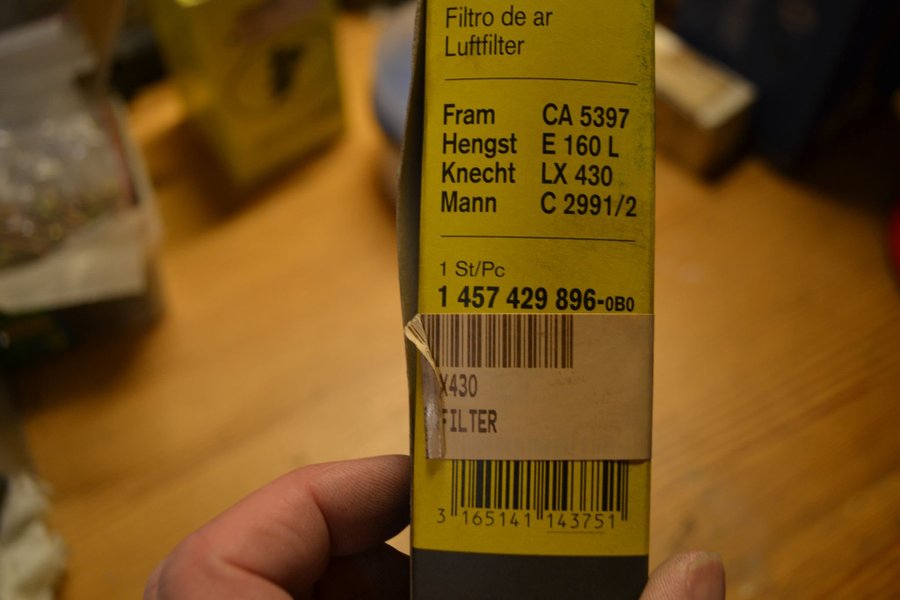 Filtro de ar
Luftfilter
Fram CA 5397
Hengst E 160 L
Knecht LX 430
Mann C 2991/2
1 St/Pc
1 457 429 896-0B0
X430
FILTER
3 165141 143751